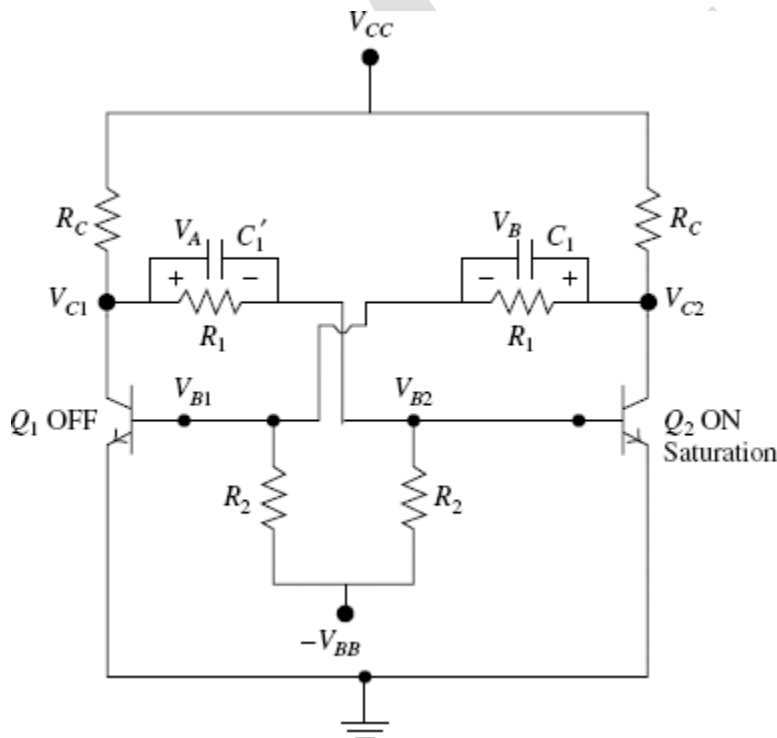 V_CC
R_C
R_C
V_A C_1′
V_B C_1
+ −
− +
V_C1
V_C2
R_1
R_1
V_B1
V_B2
Q_1 OFF
Q_2 ON
Saturation
R_2
R_2
−V_BB